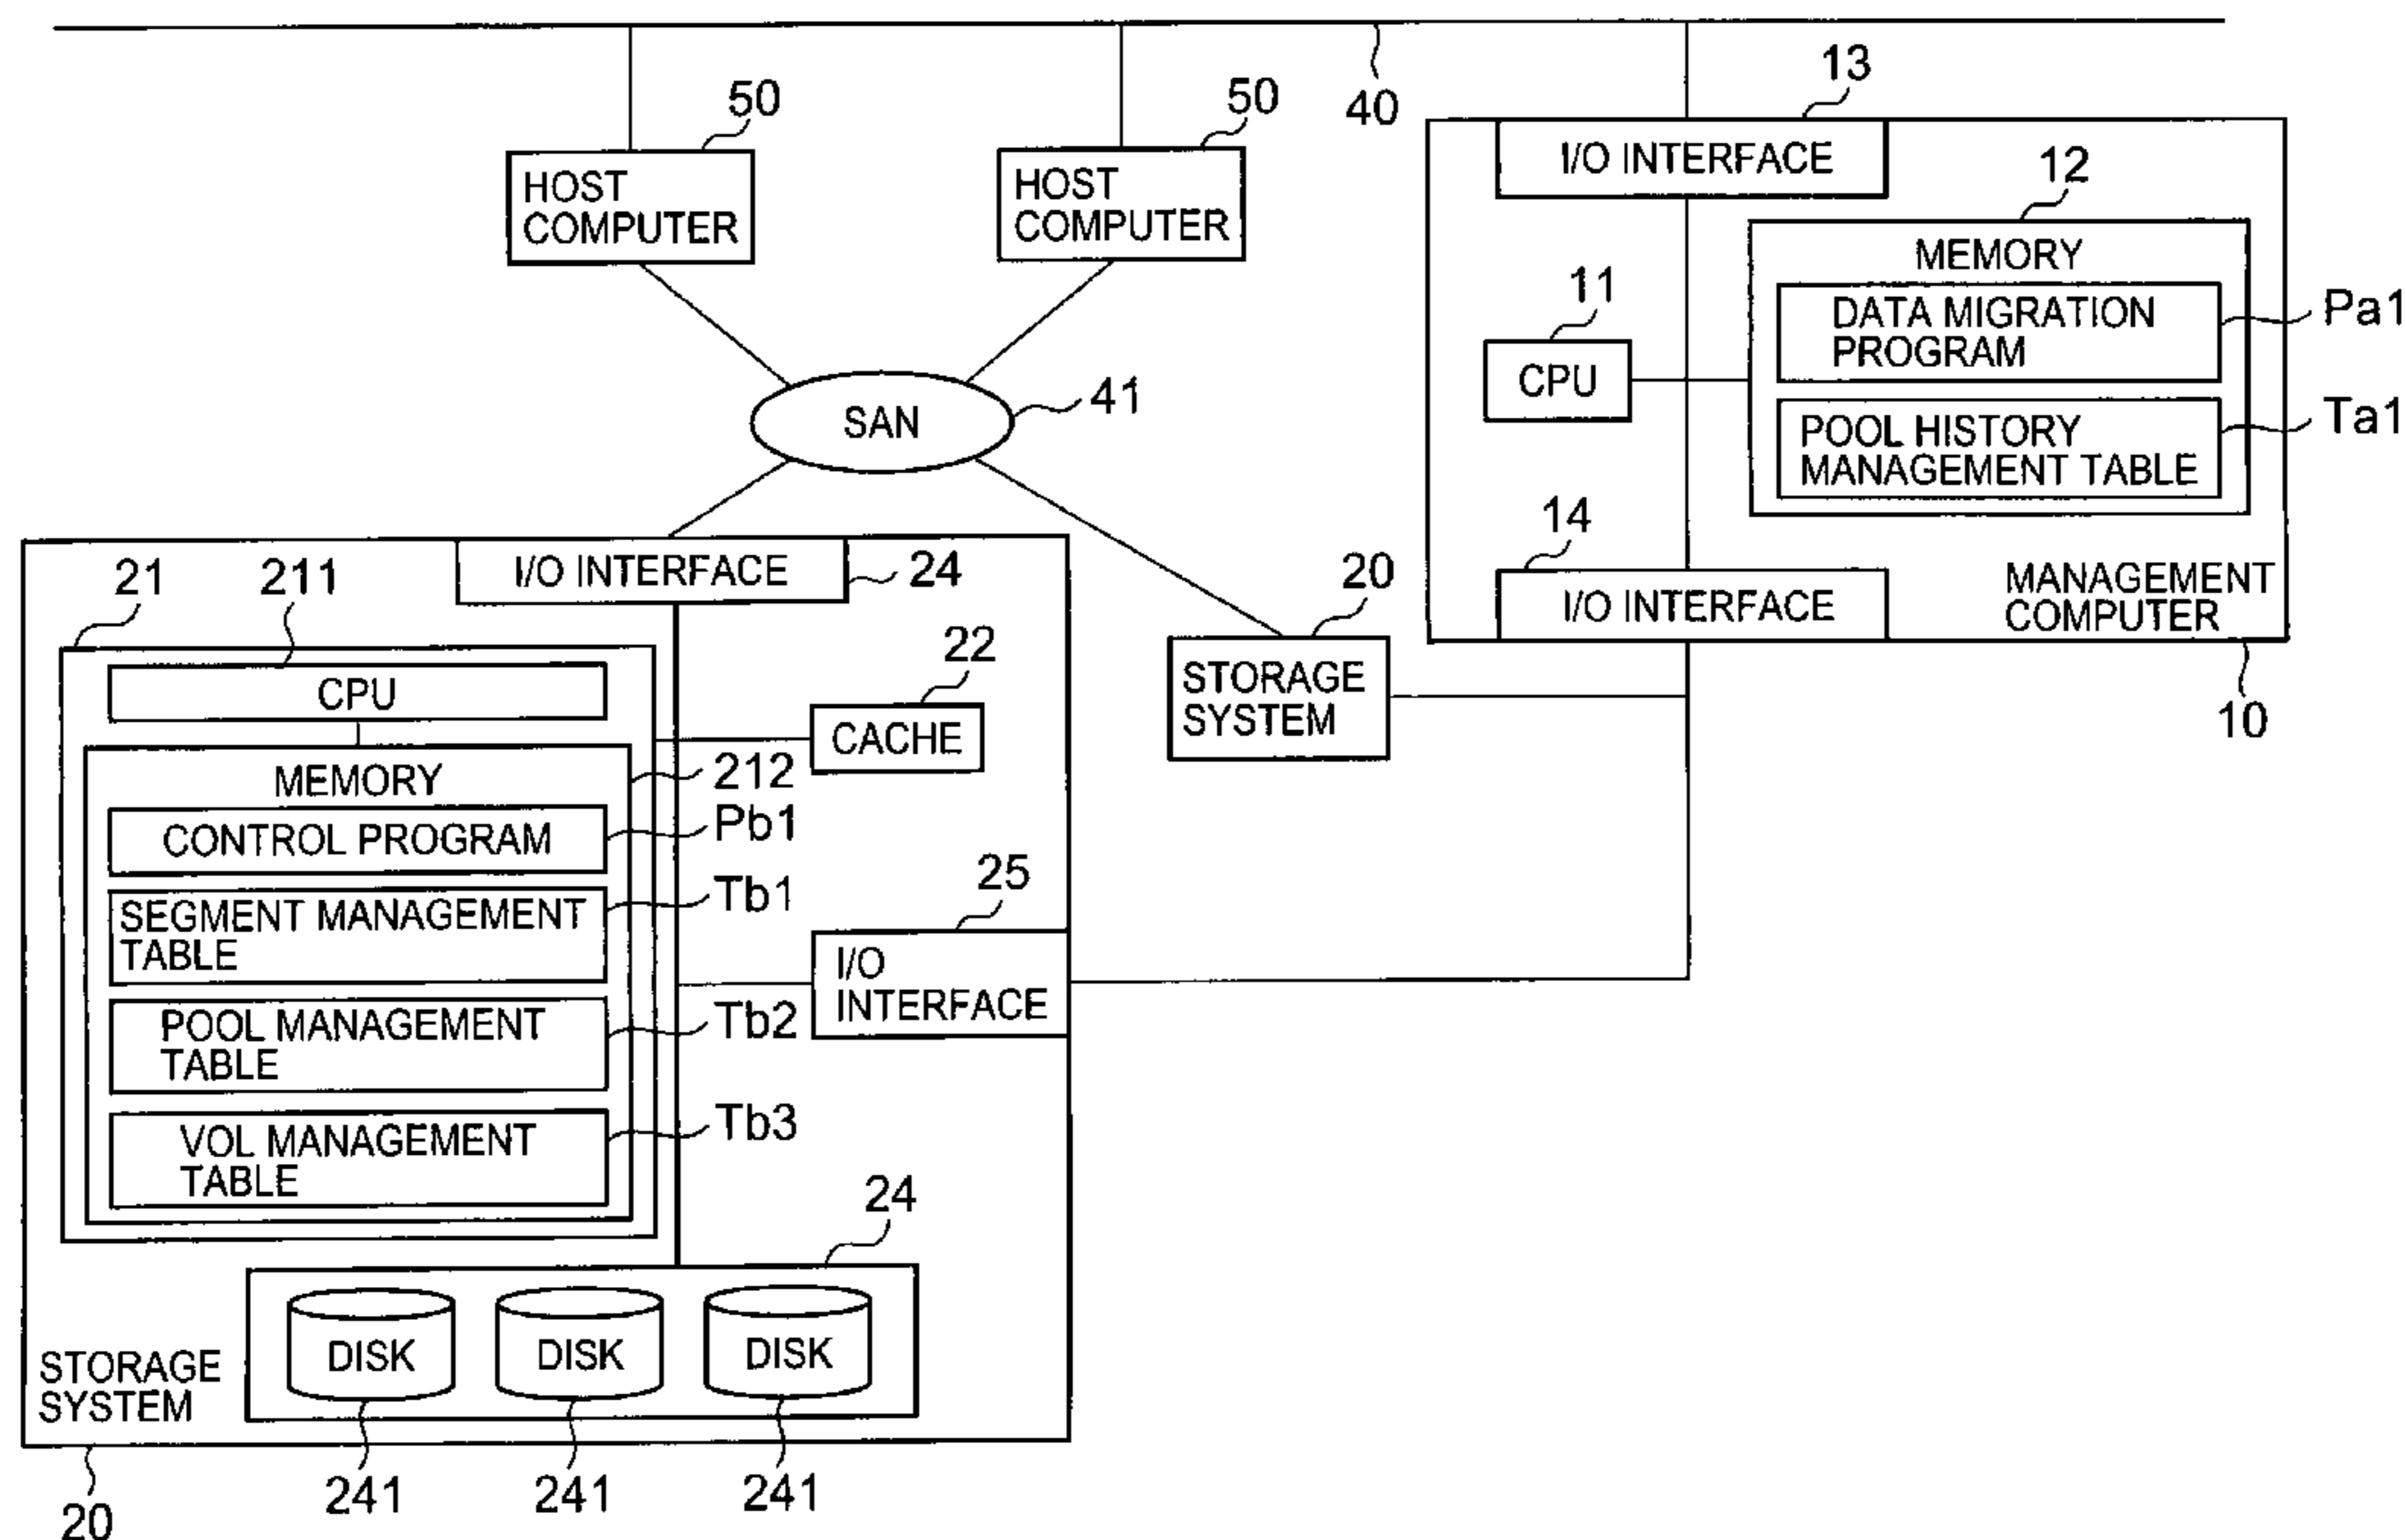 40
50
HOST
COMPUTER
50
HOST
COMPUTER
SAN
41
13
I/O INTERFACE
12
MEMORY
DATA MIGRATION
PROGRAM
Pa1
POOL HISTORY
MANAGEMENT TABLE
Ta1
11
CPU
14
I/O INTERFACE
MANAGEMENT
COMPUTER
10
20
STORAGE
SYSTEM
I/O INTERFACE
24
21
211
CPU
22
CACHE
MEMORY
212
CONTROL PROGRAM
Pb1
SEGMENT MANAGEMENT
TABLE
Tb1
POOL MANAGEMENT
TABLE
Tb2
VOL MANAGEMENT
TABLE
Tb3
25
I/O
INTERFACE
24
DISK
DISK
DISK
241
241
241
STORAGE
SYSTEM
20